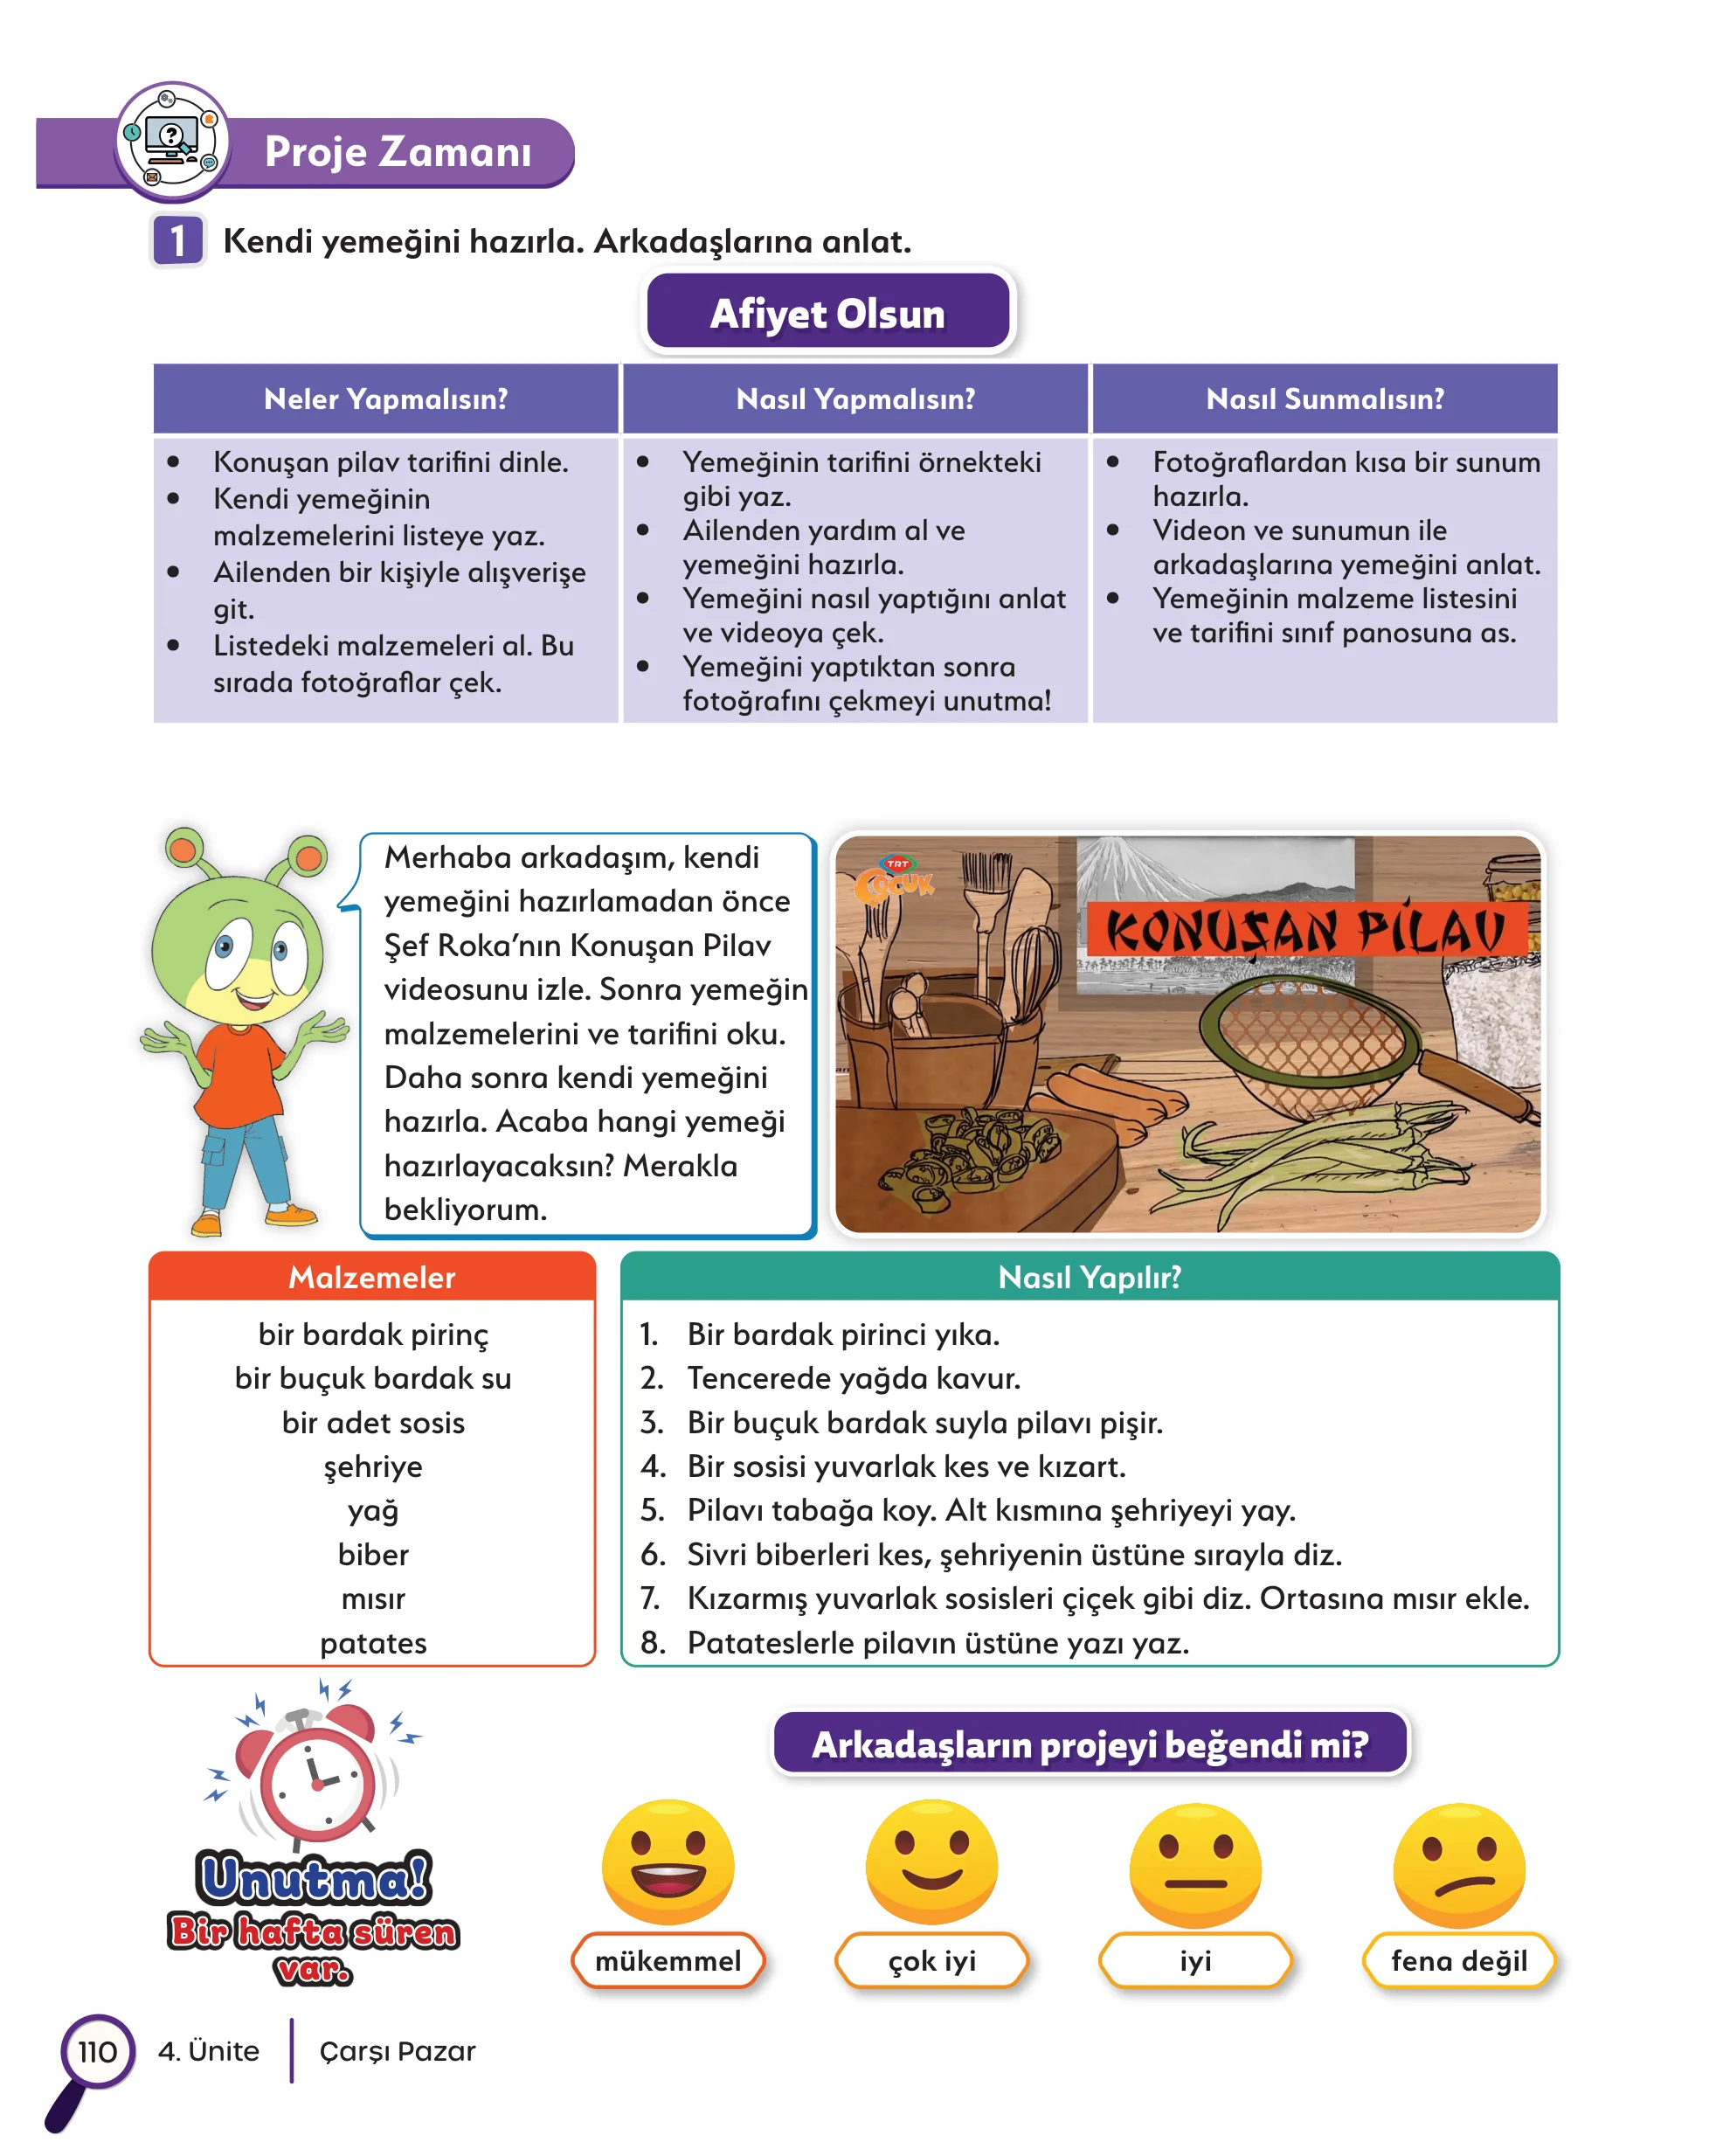 Proje Zamanı
1 Kendi yemeğini hazırla. Arkadaşlarına anlat.
Afiyet Olsun
Neler Yapmalısın?
• Konuşan pilav tarifini dinle.
• Kendi yemeğinin
malzemelerini listeye yaz.
• Ailenden bir kişiyle alışverişe
git.
• Listedeki malzemeleri al. Bu
sırada fotoğraflar çek.
Nasıl Yapmalısın?
• Yemeğinin tarifini örnekteki
gibi yaz.
• Ailenden yardım al ve
yemeğini hazırla.
• Yemeğini nasıl yaptığını anlat
ve videoya çek.
• Yemeğini yaptıktan sonra
fotoğrafını çekmeyi unutma!
Nasıl Sunmalısın?
• Fotoğraflardan kısa bir sunum
hazırla.
• Videon ve sunumun ile
arkadaşlarına yemeğini anlat.
• Yemeğinin malzeme listesini
ve tarifini sınıf panosuna as.
Merhaba arkadaşım, kendi
yemeğini hazırlamadan önce
Şef Roka’nın Konuşan Pilav
videosunu izle. Sonra yemeğin
malzemelerini ve tarifini oku.
Daha sonra kendi yemeğini
hazırla. Acaba hangi yemeği
hazırlayacaksın? Merakla
bekliyorum.
TRT
ÇOCUK
KONUŞAN PİLAV
Malzemeler
bir bardak pirinç
bir buçuk bardak su
bir adet sosis
şehriye
yağ
biber
mısır
patates
Nasıl Yapılır?
1. Bir bardak pirinci yıka.
2. Tencerede yağda kavur.
3. Bir buçuk bardak suyla pilavı pişir.
4. Bir sosisi yuvarlak kes ve kızart.
5. Pilavı tabağa koy. Alt kısmına şehriyeyi yay.
6. Sivri biberleri kes, şehriyenin üstüne sırayla diz.
7. Kızarmış yuvarlak sosisleri çiçek gibi diz. Ortasına mısır ekle.
8. Patateslerle pilavın üstüne yazı yaz.
Unutma!
Bir hafta süren
var.
Arkadaşların projeyi beğendi mi?
mükemmel
çok iyi
iyi
fena değil
110 4. Ünite | Çarşı Pazar